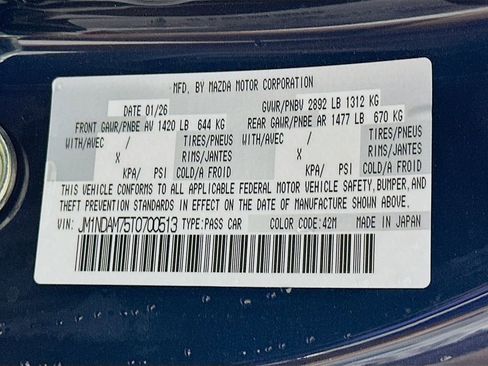 MFD. BY MAZDA MOTOR CORPORATION
DATE 01/26 GVWR/PNBV 2892 LB 1312 KG
FRONT GAWR/PNBE AV 1420 LB 644 KG REAR GAWR/PNBE AR 1477 LB 670 KG
WITH/AVEC / TIRES/PNEUS WITH/AVEC / TIRES/PNEUS
X RIMS/JANTES X RIMS/JANTES
KPA/ PSI COLD/A FROID KPA/ PSI COLD/A FROID
THIS VEHICLE CONFORMS TO ALL APPLICABLE FEDERAL MOTOR VEHICLE SAFETY,BUMPER,AND
THEFT PREVENTION STANDARDS IN EFFECT ON THE DATE OF MANUFACTURE SHOWN ABOVE.
VIN: JM1NDAM75T0700513 TYPE:PASS CAR COLOR CODE:42M MADE IN JAPAN